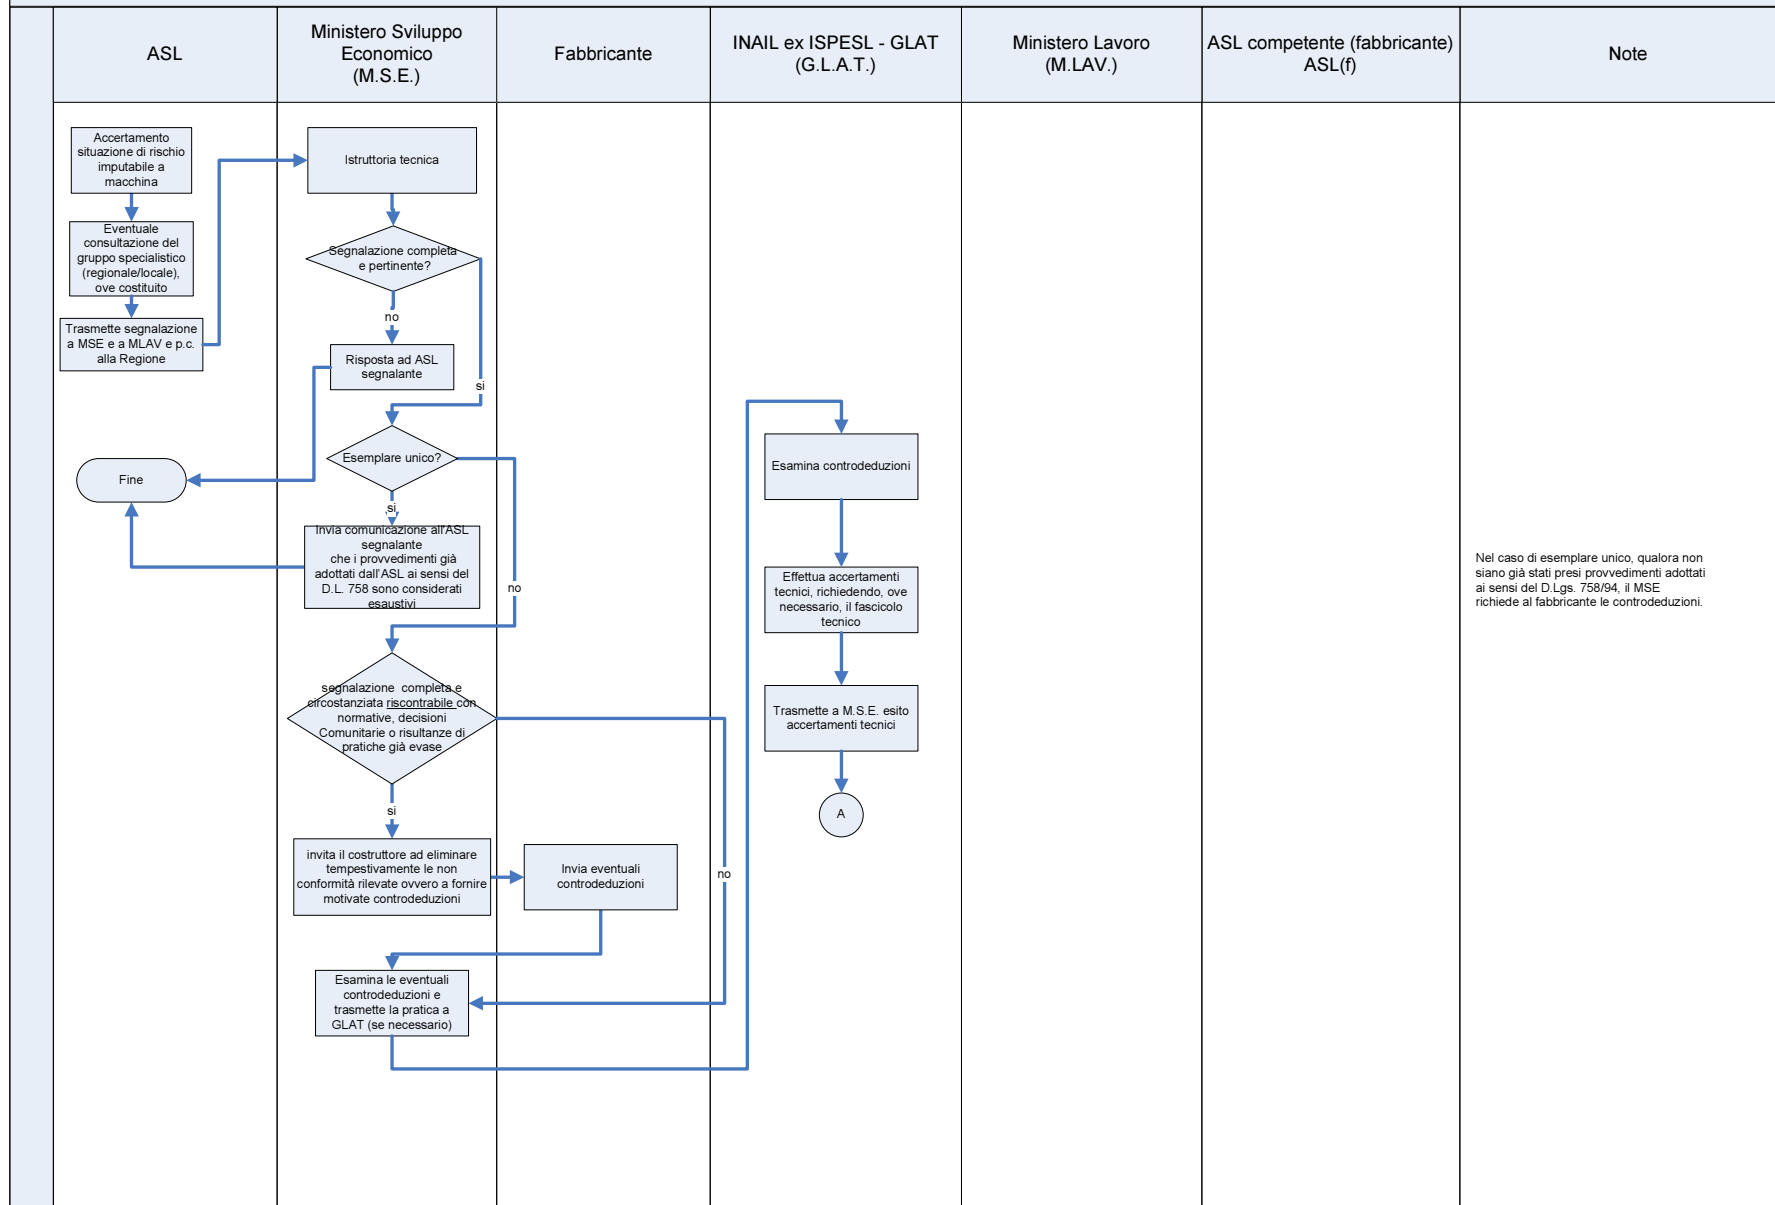 ASL
Ministero Sviluppo
Economico
(M.S.E.)
Fabbricante
INAIL ex ISPESL - GLAT
(G.L.A.T.)
Ministero Lavoro
(M.LAV.)
ASL competente (fabbricante)
ASL(f)
Note
Accertamento
situazione di rischio
imputabile a
macchina
Eventuale
consultazione del
gruppo specialistico
(regionale/locale),
ove costituito
Trasmette segnalazione
a MSE e a MLAV e p.c.
alla Regione
Fine
Istruttoria tecnica
Segnalazione completa
e pertinente?
no
si
Risposta ad ASL
segnalante
Esemplare unico?
si
no
Invia comunicazione all'ASL
segnalante
che i provvedimenti già
adottati dall'ASL ai sensi del
D.L. 758 sono considerati
esaustivi
segnalazione completa e
circostanziata riscontrabile con
normative, decisioni
Comunitarie o risultanze di
pratiche già evase
si
no
invita il costruttore ad eliminare
tempestivamente le non
conformità rilevate ovvero a fornire
motivate controdeduzioni
Invia eventuali
controdeduzioni
Esamina le eventuali
controdeduzioni e
trasmette la pratica a
GLAT (se necessario)
Esamina controdeduzioni
Effettua accertamenti
tecnici, richiedendo, ove
necessario, il fascicolo
tecnico
Trasmette a M.S.E. esito
accertamenti tecnici
A
Nel caso di esemplare unico, qualora non
siano già stati presi provvedimenti adottati
ai sensi del D.Lgs. 758/94, il MSE
richiede al fabbricante le controdeduzioni.